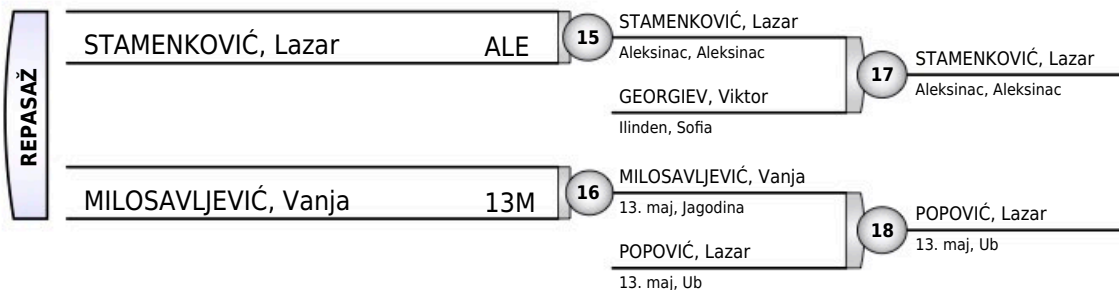 REPASAŽ
STAMENKOVIĆ, Lazar ALE
15
STAMENKOVIĆ, Lazar
Aleksinac, Aleksinac
GEORGIEV, Viktor
Ilinden, Sofia
17
STAMENKOVIĆ, Lazar
Aleksinac, Aleksinac
MILOSAVLJEVIĆ, Vanja 13M
16
MILOSAVLJEVIĆ, Vanja
13. maj, Jagodina
POPOVIĆ, Lazar
13. maj, Ub
18
POPOVIĆ, Lazar
13. maj, Ub